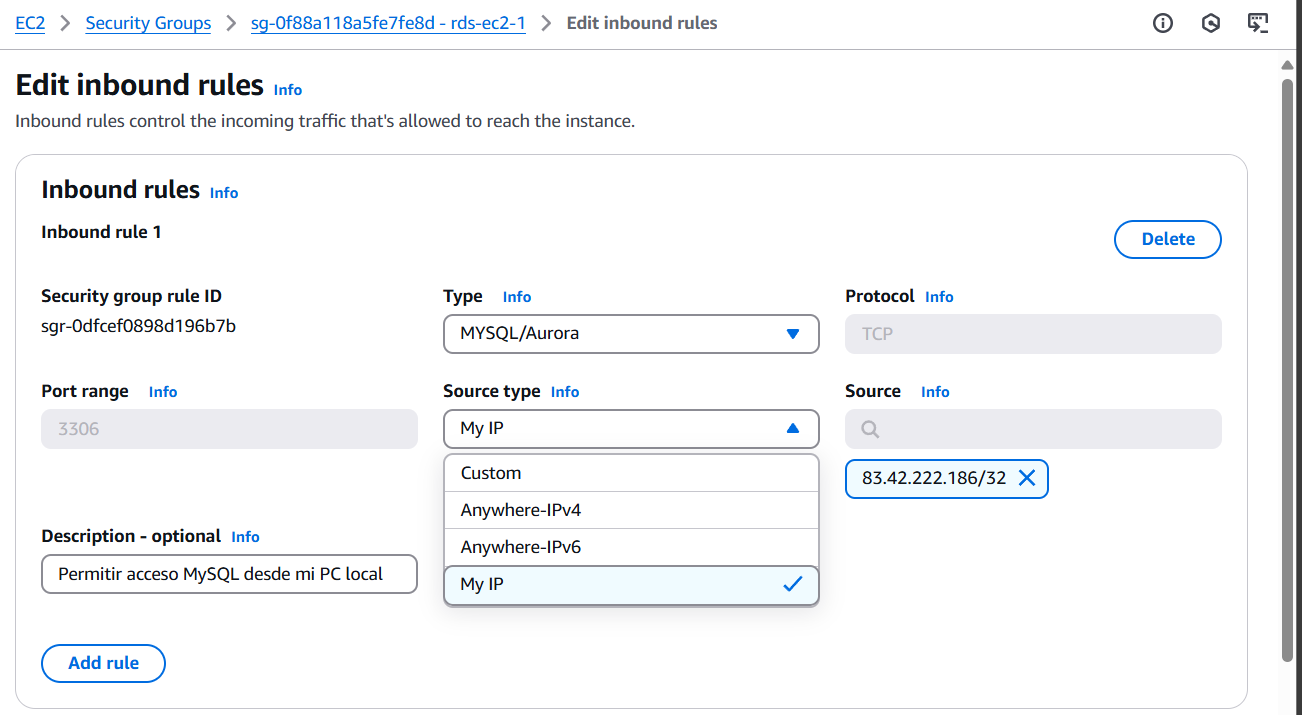 EC2 > Security Groups > sg-0f88a118a5fe7fe8d - rds-ec2-1 > Edit inbound rules
Edit inbound rules Info
Inbound rules control the incoming traffic that's allowed to reach the instance.
Inbound rules Info
Inbound rule 1
Delete
Security group rule ID
sgr-0dfcef0898d196b7b
Type Info
MYSQL/Aurora
Protocol Info
TCP
Port range Info
3306
Source type Info
My IP
Custom
Anywhere-IPv4
Anywhere-IPv6
My IP
Source Info
83.42.222.186/32
Description - optional Info
Permitir acceso MySQL desde mi PC local
Add rule